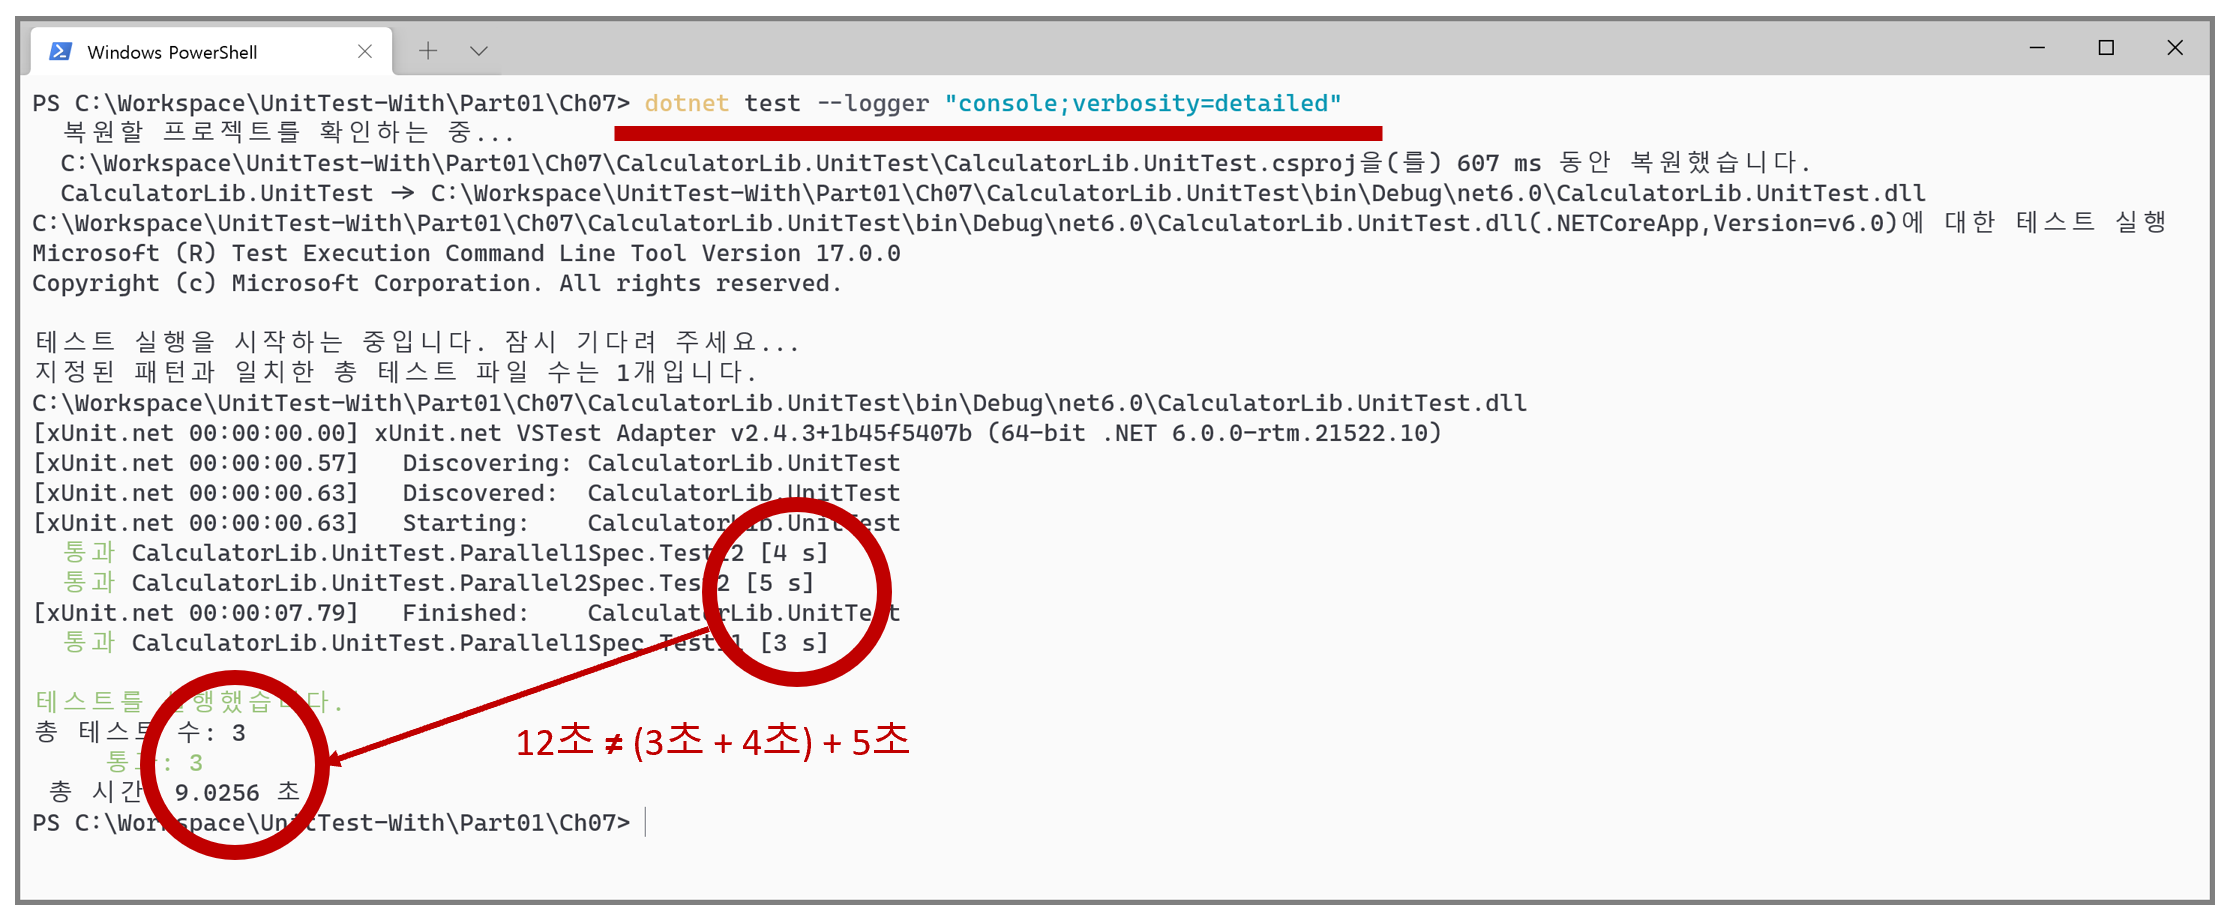 Windows PowerShell
PS C:\Workspace\UnitTest-With\Part01\Ch07> dotnet test --logger "console;verbosity=detailed"
복원할 프로젝트를 확인하는 중...
C:\Workspace\UnitTest-With\Part01\Ch07\CalculatorLib.UnitTest\CalculatorLib.UnitTest.csproj을(를) 607 ms 동안 복원했습니다.
CalculatorLib.UnitTest -> C:\Workspace\UnitTest-With\Part01\Ch07\CalculatorLib.UnitTest\bin\Debug\net6.0\CalculatorLib.UnitTest.dll
C:\Workspace\UnitTest-With\Part01\Ch07\CalculatorLib.UnitTest\bin\Debug\net6.0\CalculatorLib.UnitTest.dll(.NETCoreApp,Version=v6.0)에 대한 테스트 실행
Microsoft (R) Test Execution Command Line Tool Version 17.0.0
Copyright (c) Microsoft Corporation. All rights reserved.
테스트 실행을 시작하는 중입니다. 잠시 기다려 주세요...
지정된 패턴과 일치한 총 테스트 파일 수는 1개입니다.
C:\Workspace\UnitTest-With\Part01\Ch07\CalculatorLib.UnitTest\bin\Debug\net6.0\CalculatorLib.UnitTest.dll
[xUnit.net 00:00:00.00] xUnit.net VSTest Adapter v2.4.3+1b45f5407b (64-bit .NET 6.0.0-rtm.21522.10)
[xUnit.net 00:00:00.57] Discovering: CalculatorLib.UnitTest
[xUnit.net 00:00:00.63] Discovered: CalculatorLib.UnitTest
[xUnit.net 00:00:00.63] Starting: CalculatorLib.UnitTest
통과 CalculatorLib.UnitTest.Parallel1Spec.Test12 [4 s]
통과 CalculatorLib.UnitTest.Parallel2Spec.Test2 [5 s]
[xUnit.net 00:00:07.79] Finished: CalculatorLib.UnitTest
통과 CalculatorLib.UnitTest.Parallel1Spec.Test11 [3 s]
테스트를 실행했습니다.
총 테스트 수: 3
통과: 3
총 시간: 9.0256 초
12초 ≠ (3초 + 4초) + 5초
PS C:\Workspace\UnitTest-With\Part01\Ch07>